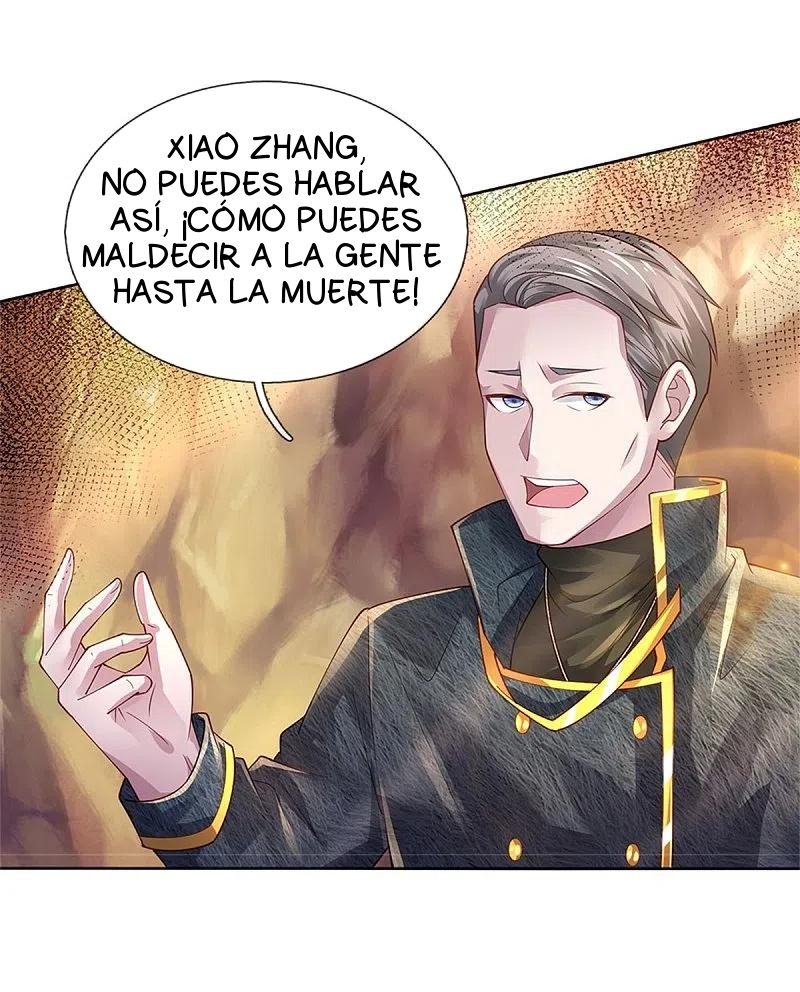 XIAO ZHANG,
NO PUEDES HABLAR
ASÍ, ¡CÓMO PUEDES
MALDECIR A LA GENTE
HASTA LA MUERTE!